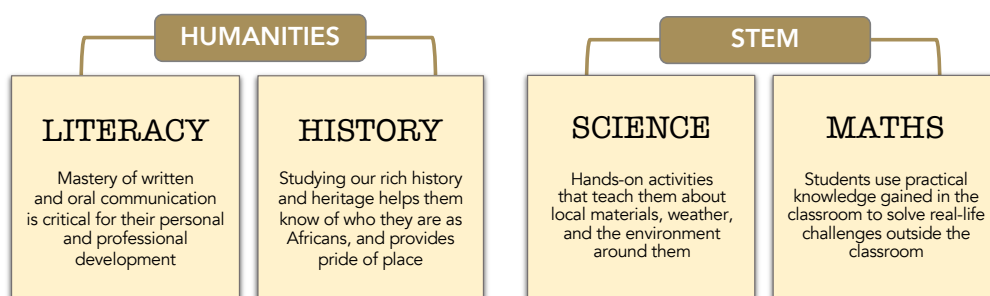 HUMANITIES
LITERACY
Mastery of written
and oral communication
is critical for their personal
and professional
development
HISTORY
Studying our rich history
and heritage helps them
know of who they are as
Africans, and provides
pride of place
STEM
SCIENCE
Hands-on activities
that teach them about
local materials, weather,
and the environment
around them
MATHS
Students use practical
knowledge gained in the
classroom to solve real-life
challenges outside the
classroom